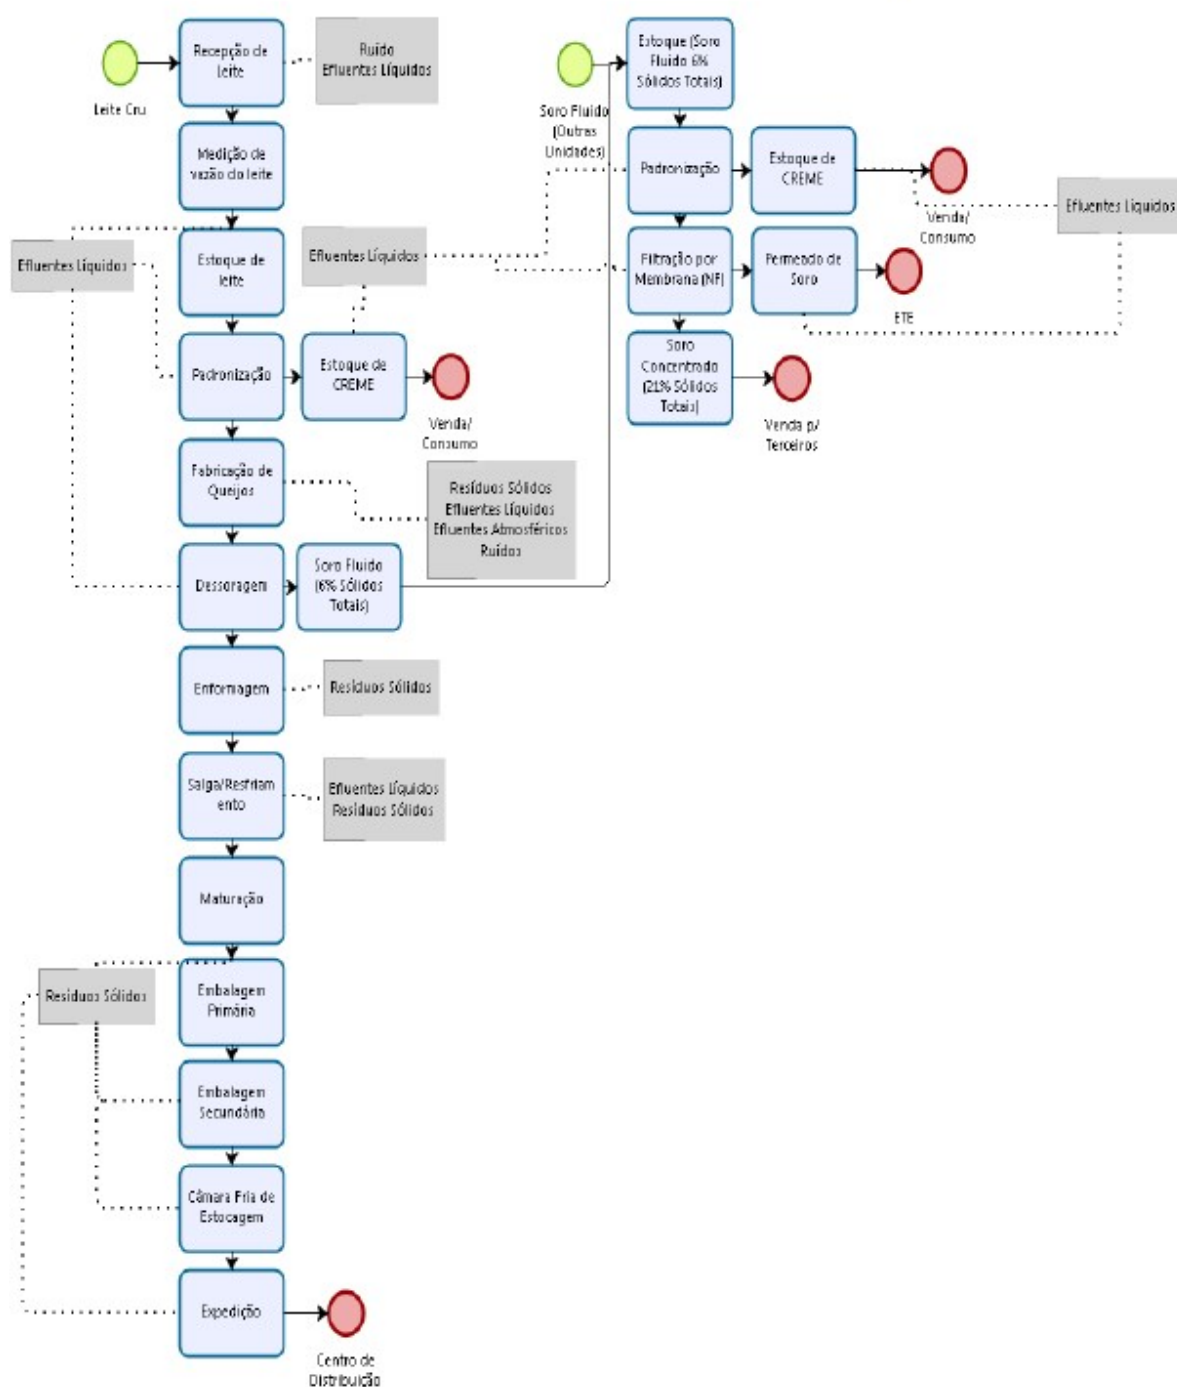 Leite Cru
Recepção de
Leite
Ruído
Efluentes Líquidos
Medição de
vazão do leite
Efluentes Líquidos
Estoque de
leite
Efluentes Líquidos
Padronização
Estoque de
CREME
Venda/
Consumo
Fabricação de
Queijos
Resíduos Sólidos
Efluentes Líquidos
Efluentes Atmosféricos
Ruídos
Dessoragem
Soro Fluido
(6% Sólidos
Totais)
Enformagem
Resíduos Sólidos
Salga/Resfriam
ento
Efluentes Líquidos
Resíduos Sólidos
Maturação
Resíduos Sólidos
Embalagem
Primária
Embalagem
Secundária
Câmara Fria de
Estocagem
Expedição
Centro de
Distribuição
Soro Fluido
(Outras
Unidades)
Estoque (Soro
Fluido 6%
Sólidos Totais)
Padronização
Estoque de
CREME
Venda/
Consumo
Efluentes Líquidos
Filtração por
Membrana (NF)
Permeado de
Soro
ETE
Soro
Concentrado
(21% Sólidos
Totais)
Venda p/
Terceiros